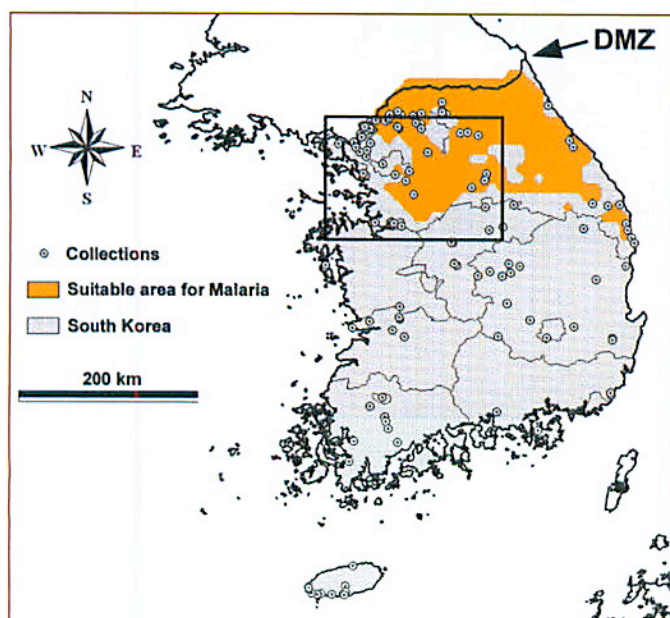 DMZ
N
W E
S
Collections
Suitable area for Malaria
South Korea
200 km